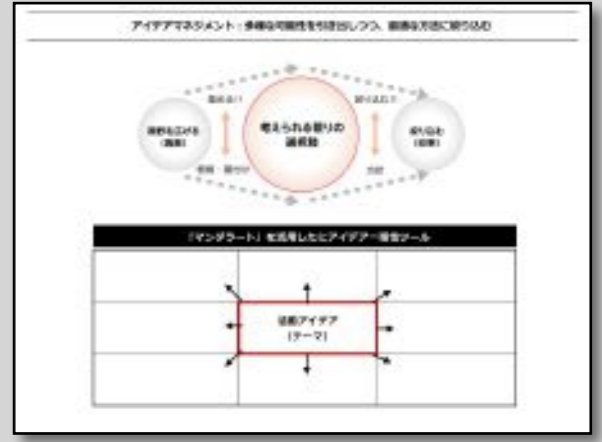 アイデアマネジメント：多様な可能性を引き出しつつ、最適な方法に絞り込む
視野を広げる
(発散)
考えられる限りの
選択肢
絞り込む
(収束)
方針
「マンダラート」を活用したアイデア一覧ツール
活動アイデア
(テーマ)